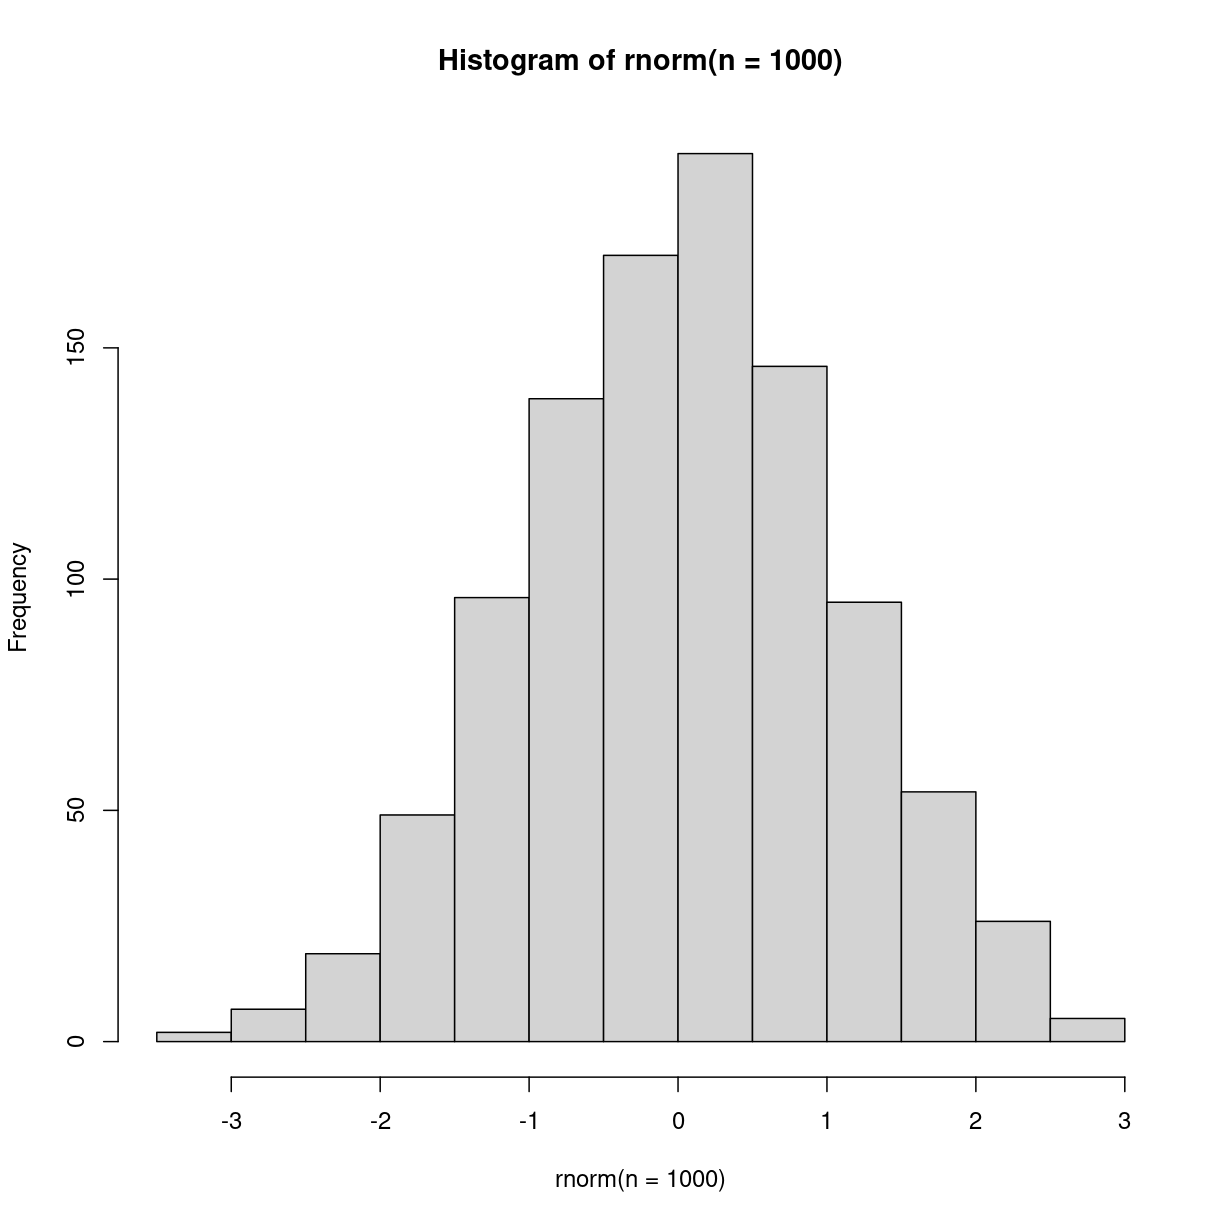 Histogram of rnorm(n = 1000)
Frequency
150
100
50
0
-3 -2 -1 0 1 2 3
rnorm(n = 1000)